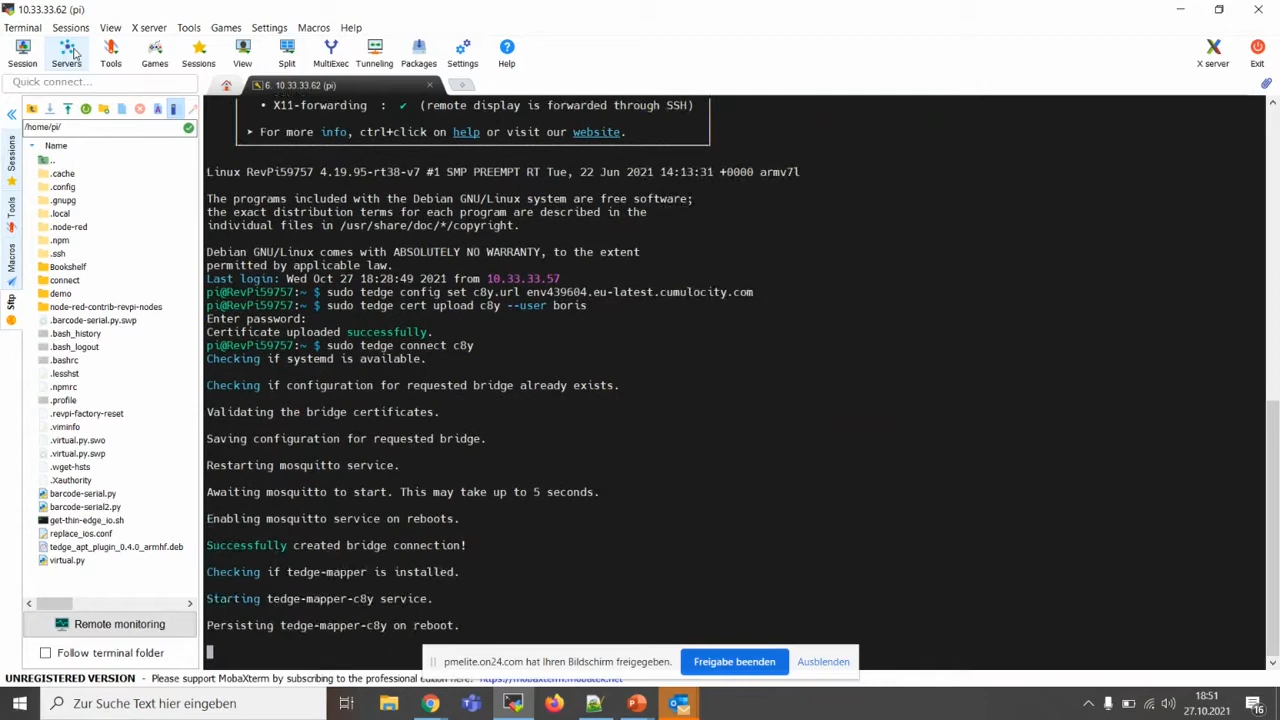 10.33.33.62 (pi)
Terminal Sessions View X server Tools Games Settings Macros Help
Session Servers Tools Games Sessions View Split MultiExec Tunneling Packages Settings Help X server Exit
Quick connect...
6. 10.33.33.62 (pi)
/home/pi/
Name
..
.cache
.config
.gnupg
.local
.node-red
.npm
.ssh
Bookshelf
connect
demo
node-red-contrib-revpi-nodes
.barcode-serial.py.swp
.bash_history
.bash_logout
.bashrc
.lesshst
.npmrc
.profile
.revpi-factory-reset
.viminfo
.virtual.py.swo
.virtual.py.swp
.wget-hsts
.Xauthority
barcode-serial.py
barcode-serial2.py
get-thin-edge_io.sh
replace_ios.conf
tedge_apt_plugin_0.4.0_armhf.deb
virtual.py
Remote monitoring
Follow terminal folder
Sessions
Tools
Macros
Sftp
• X11-forwarding : ✔ (remote display is forwarded through SSH)
➤ For more info, ctrl+click on help or visit our website.
Linux RevPi59757 4.19.95-rt38-v7 #1 SMP PREEMPT RT Tue, 22 Jun 2021 14:13:31 +0000 armv7l
The programs included with the Debian GNU/Linux system are free software;
the exact distribution terms for each program are described in the
individual files in /usr/share/doc/*/copyright.
Debian GNU/Linux comes with ABSOLUTELY NO WARRANTY, to the extent
permitted by applicable law.
Last login: Wed Oct 27 18:28:49 2021 from 10.33.33.57
pi@RevPi59757:~ $ sudo tedge config set c8y.url env439604.eu-latest.cumulocity.com
pi@RevPi59757:~ $ sudo tedge cert upload c8y --user boris
Enter password:
Certificate uploaded successfully.
pi@RevPi59757:~ $ sudo tedge connect c8y
Checking if systemd is available.
Checking if configuration for requested bridge already exists.
Validating the bridge certificates.
Saving configuration for requested bridge.
Restarting mosquitto service.
Awaiting mosquitto to start. This may take up to 5 seconds.
Enabling mosquitto service on reboots.
Successfully created bridge connection!
Checking if tedge-mapper is installed.
Starting tedge-mapper-c8y service.
Persisting tedge-mapper-c8y on reboot.
pmelite.on24.com hat Ihren Bildschirm freigegeben. Freigabe beenden Ausblenden
UNREGISTERED VERSION - Please support MobaXterm by subscribing to the professional edition here: https://mobaxterm.mobatek.net
Zur Suche Text hier eingeben
18:51
27.10.2021
16